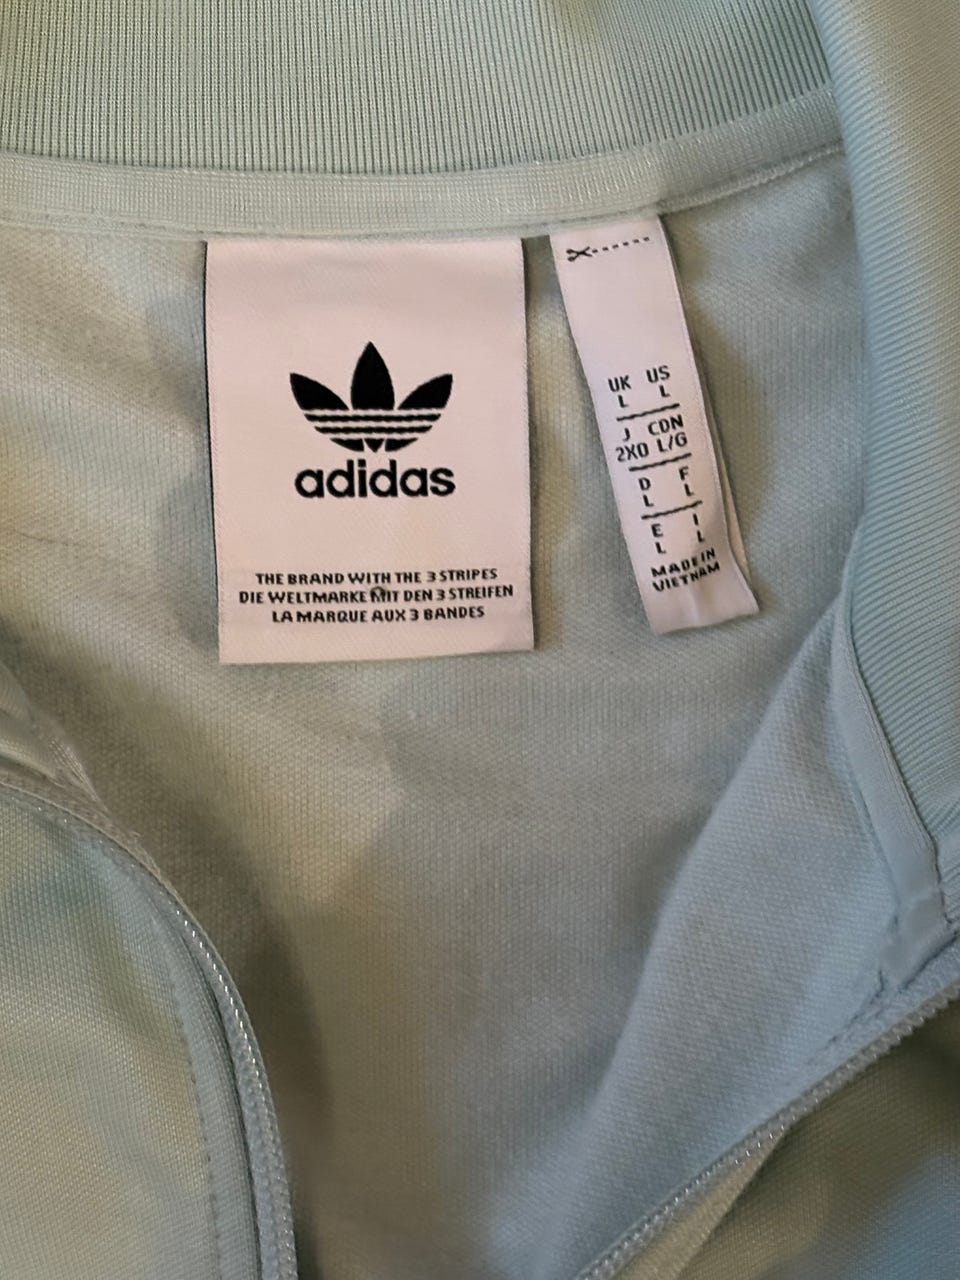 adidas
THE BRAND WITH THE 3 STRIPES
DIE WELTMARKE MIT DEN 3 STREIFEN
LA MARQUE AUX 3 BANDES
UK US
L L
J CDN
2XO L/G
D F
L L
E I
L L
MADE IN
VIETNAM